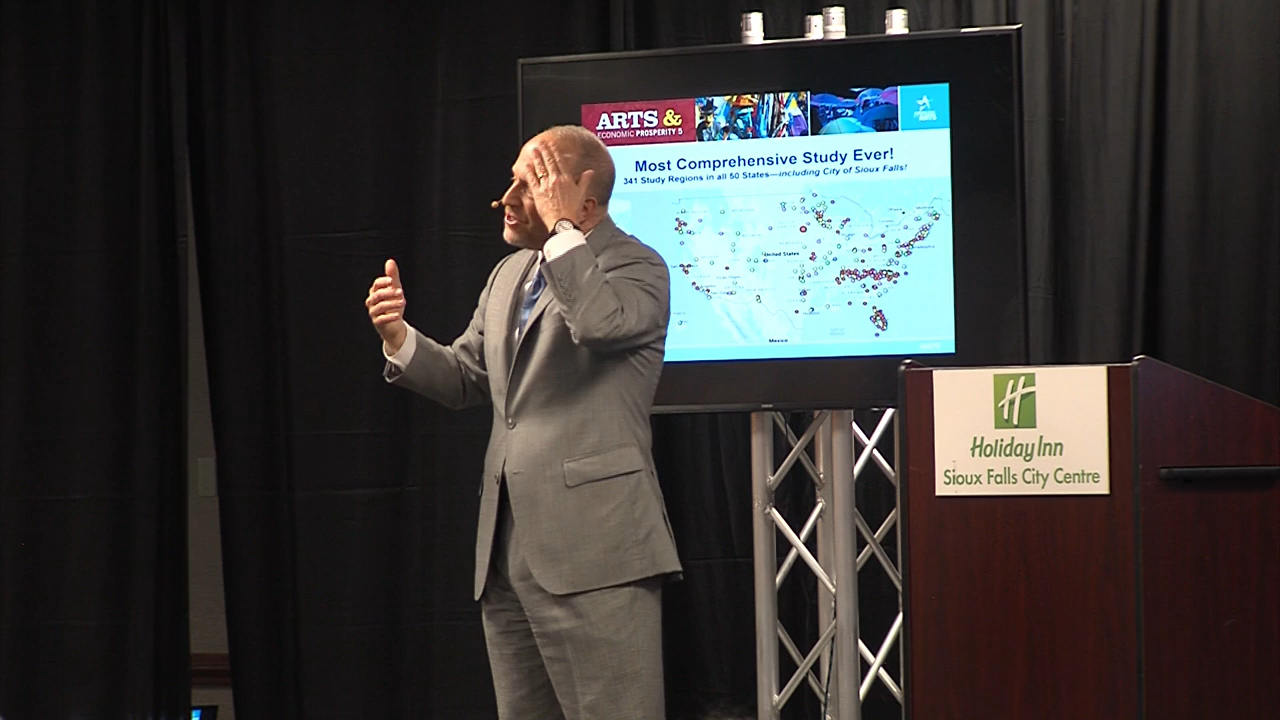 ARTS &
ECONOMIC PROSPERITY 5
Most Comprehensive Study Ever!
341 Study Regions in all 50 States—including City of Sioux Falls!
United States
Mexico
H
Holiday Inn
Sioux Falls City Centre